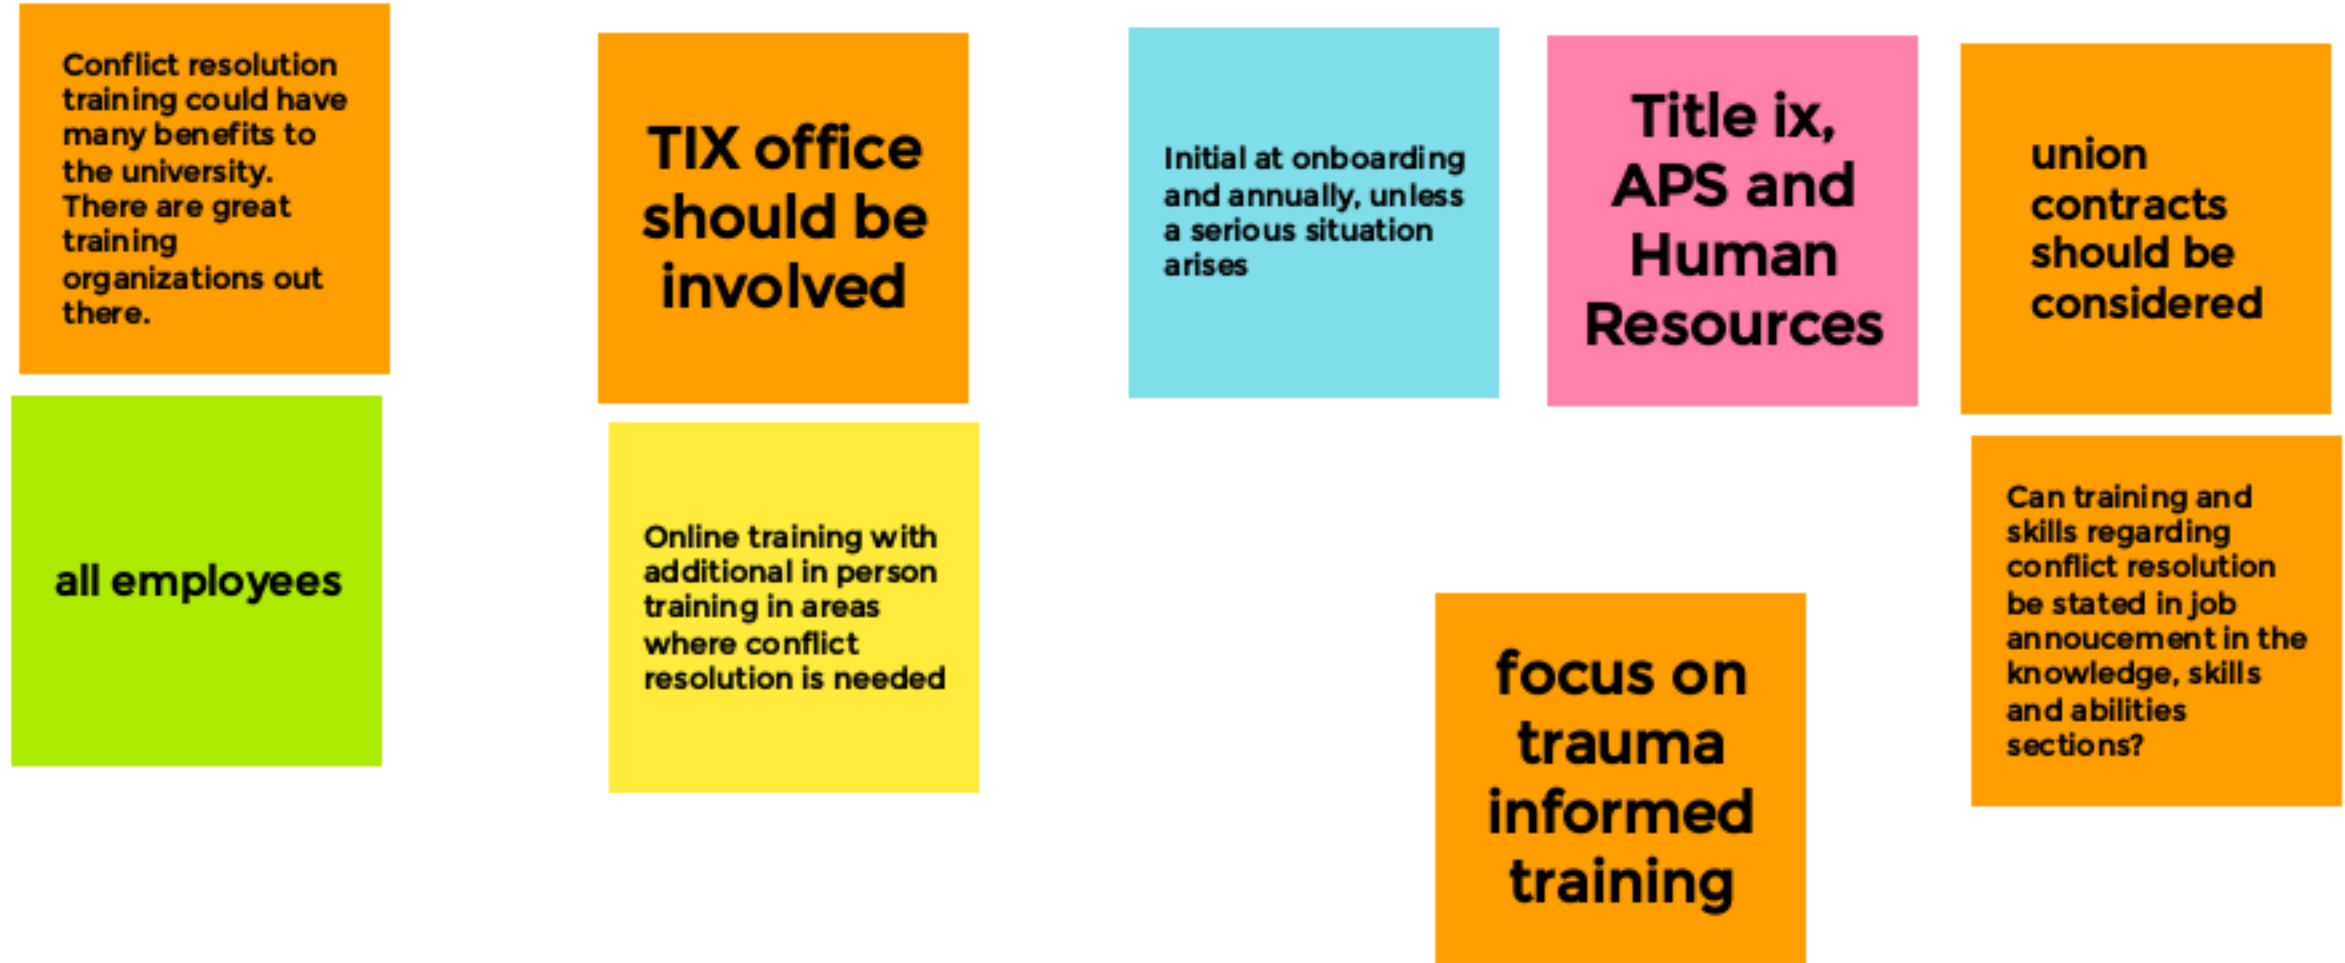 Conflict resolution
training could have
many benefits to
the university.
There are great
training
organizations out
there.
TIX office
should be
involved
Initial at onboarding
and annually, unless
a serious situation
arises
Title ix,
APS and
Human
Resources
union
contracts
should be
considered
all employees
Online training with
additional in person
training in areas
where conflict
resolution is needed
focus on
trauma
informed
training
Can training and
skills regarding
conflict resolution
be stated in job
annoucement in the
knowledge, skills
and abilities
sections?